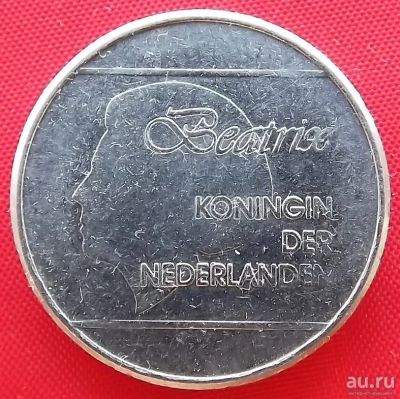 Beatrix
KONINGIN
DER
NEDERLANDEN
au.ru